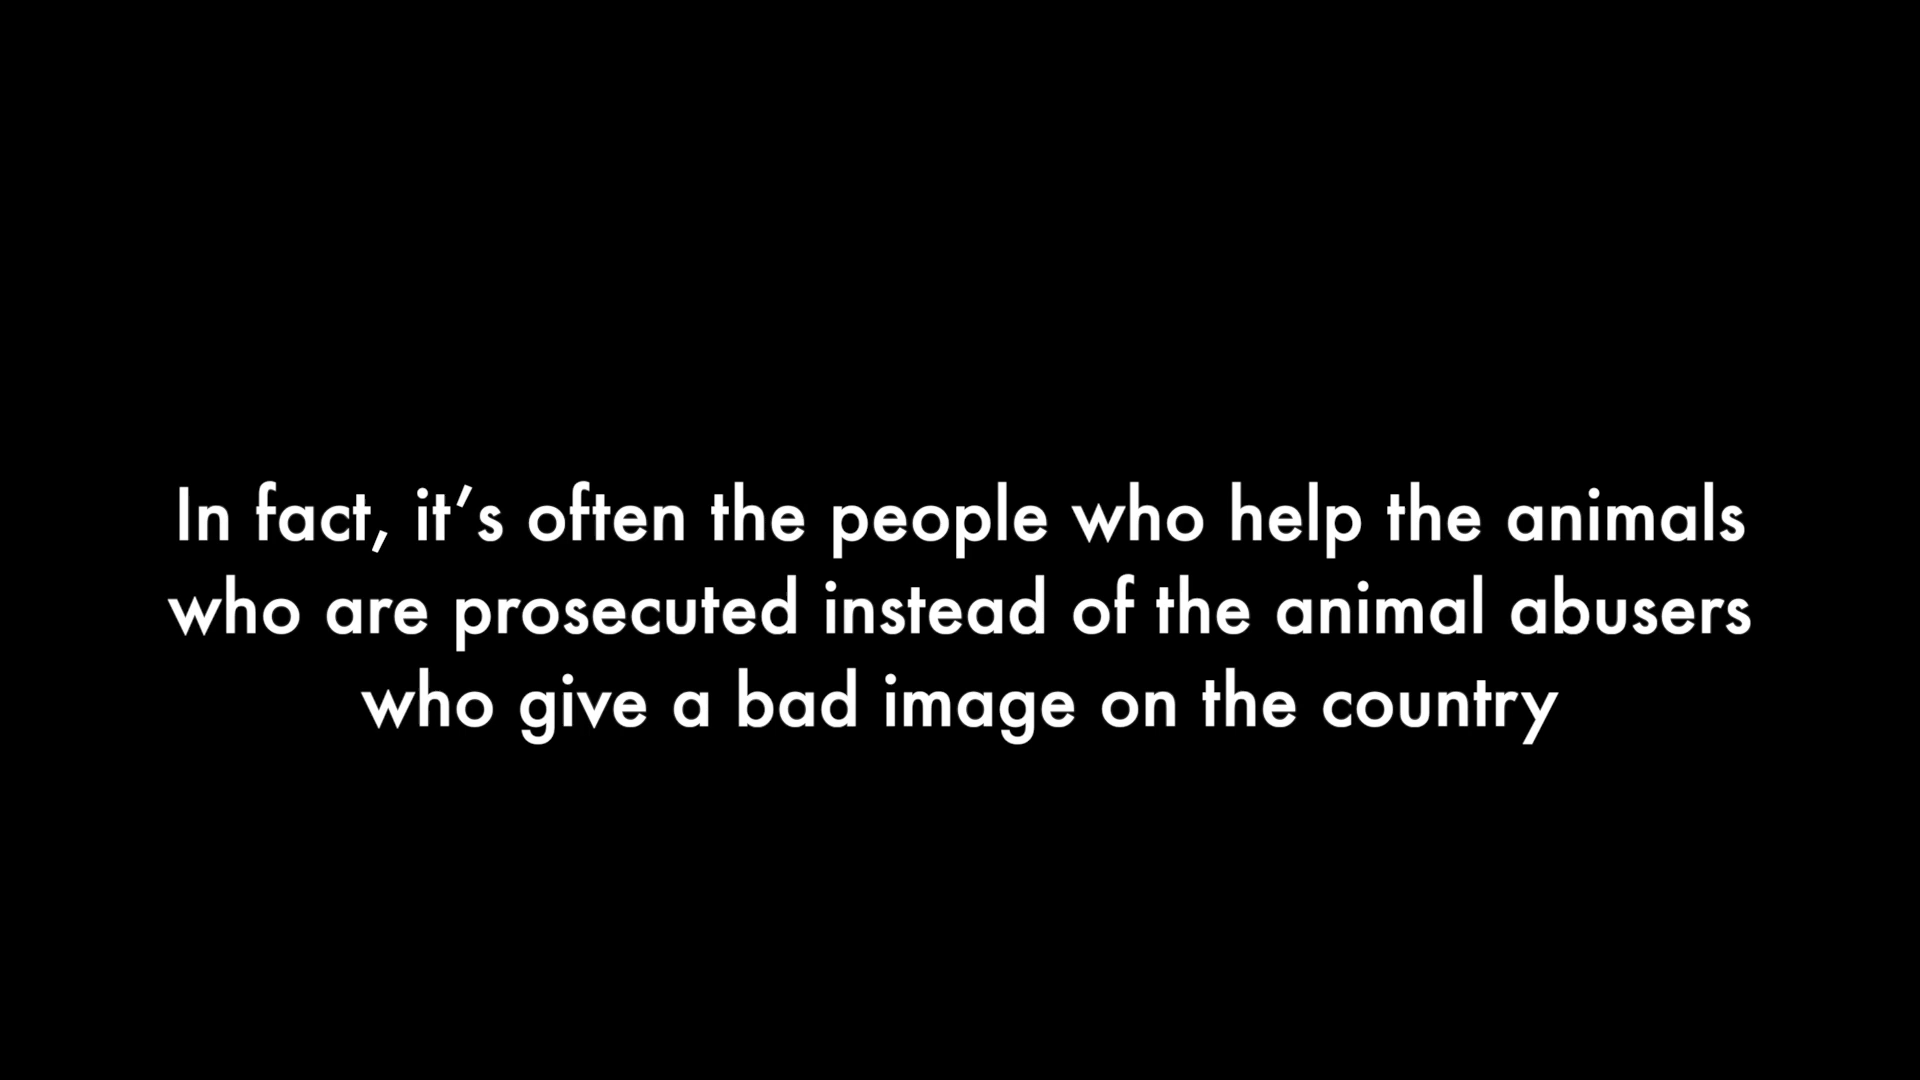 In fact, it’s often the people who help the animals
who are prosecuted instead of the animal abusers
who give a bad image on the country